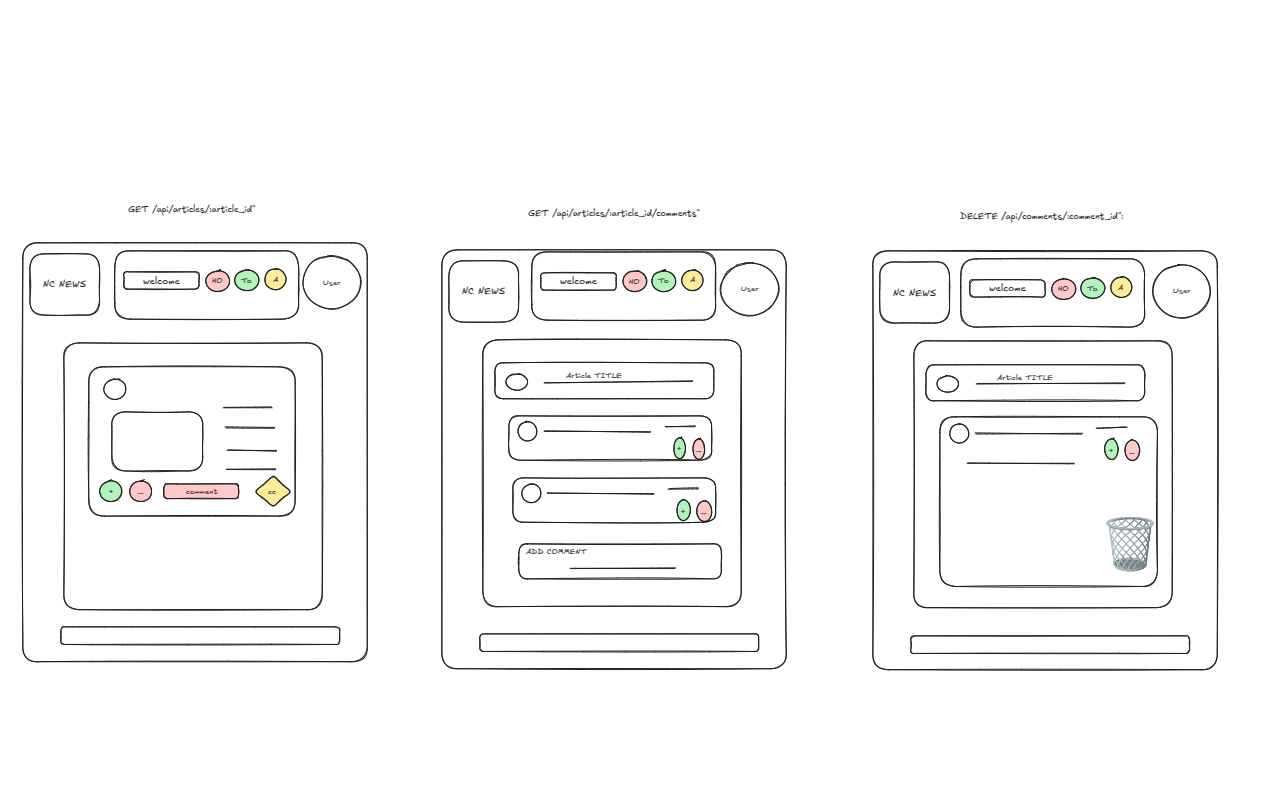 GET /api/articles/:article_id"
NC NEWS
welcome
HO
To
A
User
+
-
comment
cc
GET /api/articles/:article_id/comments"
NC NEWS
welcome
HO
To
A
User
Article TITLE
+
-
+
-
ADD COMMENT
DELETE /api/comments/:comment_id":
NC NEWS
welcome
HO
To
A
User
Article TITLE
+
-